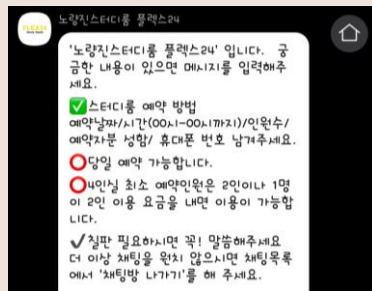 노량진스터디룸 플렉스24
PLEASE
'노량진스터디룸 플렉스24' 입니다. 궁
금한 내용이 있으면 메시지를 입력해주
세요.
✅스터디룸 예약 방법
예약날짜/시간(00시-00시까지)/인원수/
예약자분 성함/ 휴대폰 번호 남겨주세요.
⭕당일 예약 가능합니다.
⭕4인실 최소 예약인원은 2인이나 1명
이 2인 이용 요금을 내면 이용이 가능합
니다.
✔칠판 필요하시면 꼭! 말씀해주세요
더 이상 채팅을 원치 않으시면 채팅목록
에서 '채팅방 나가기'를 해 주세요.